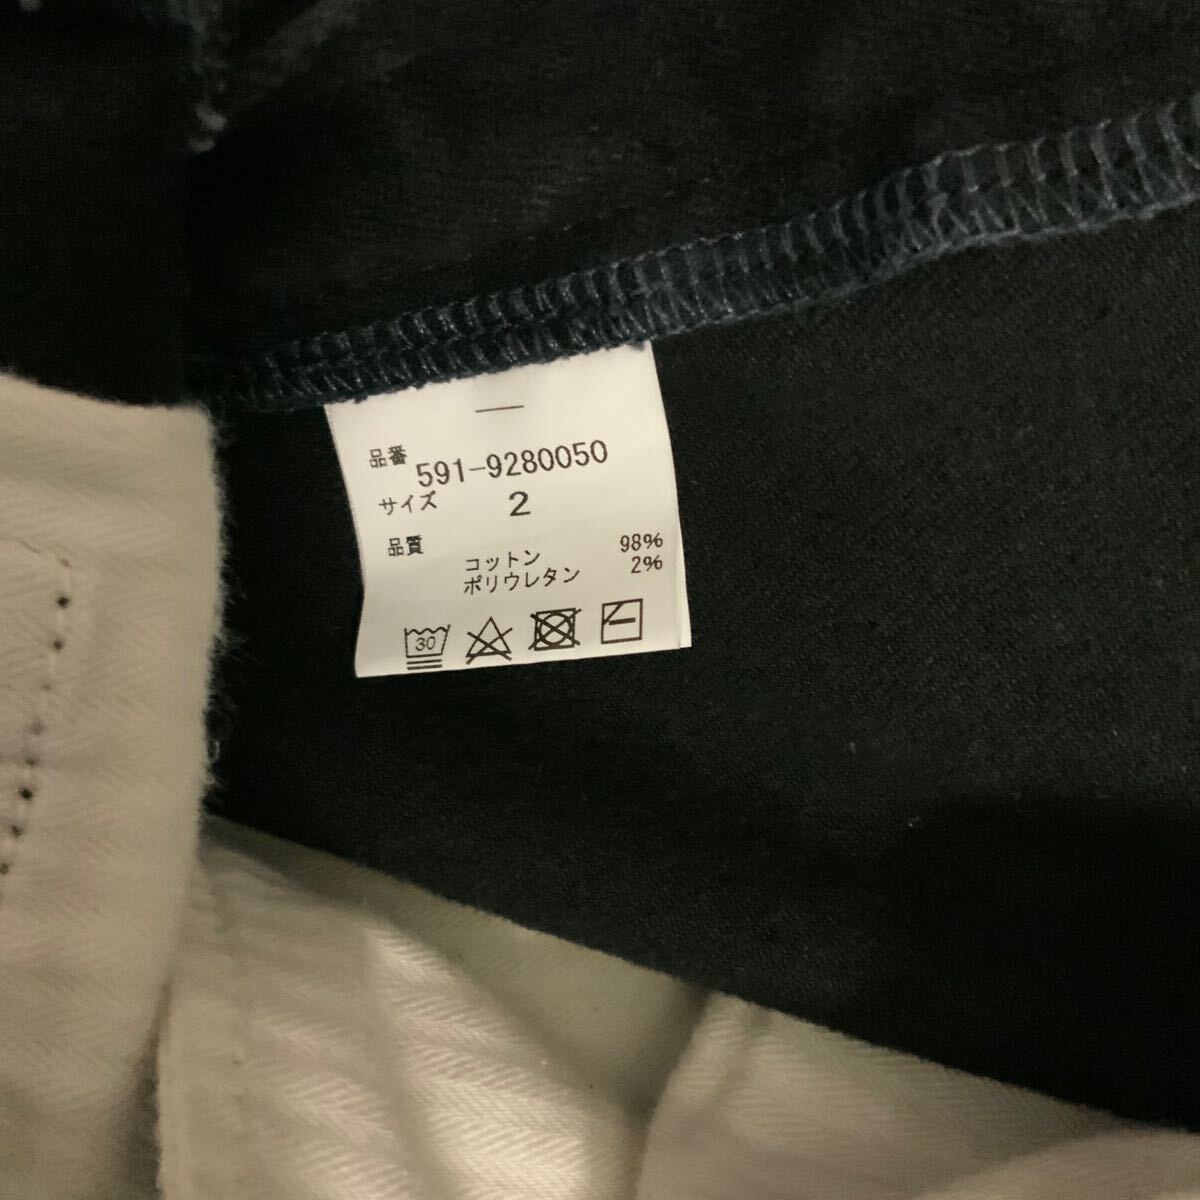 品番 591-9280050
サイズ 2
品質
コットン 98%
ポリウレタン 2%
30